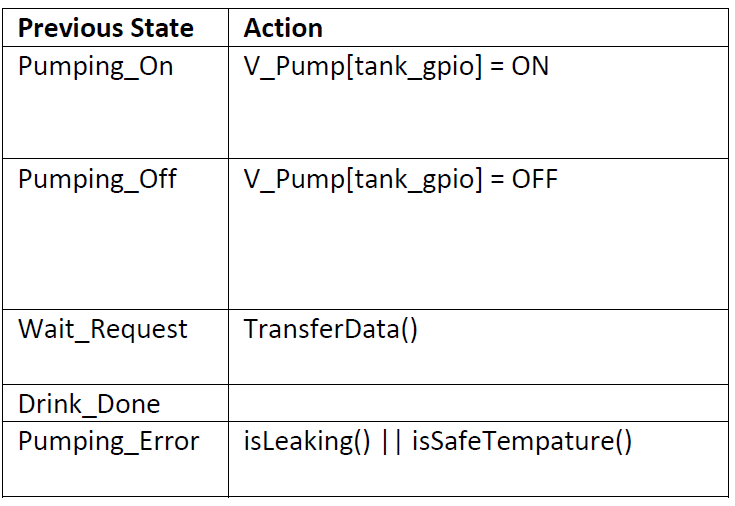 Previous State Action
Pumping_On V_Pump[tank_gpio] = ON
Pumping_Off V_Pump[tank_gpio] = OFF
Wait_Request TransferData()
Drink_Done
Pumping_Error isLeaking() || isSafeTempature()